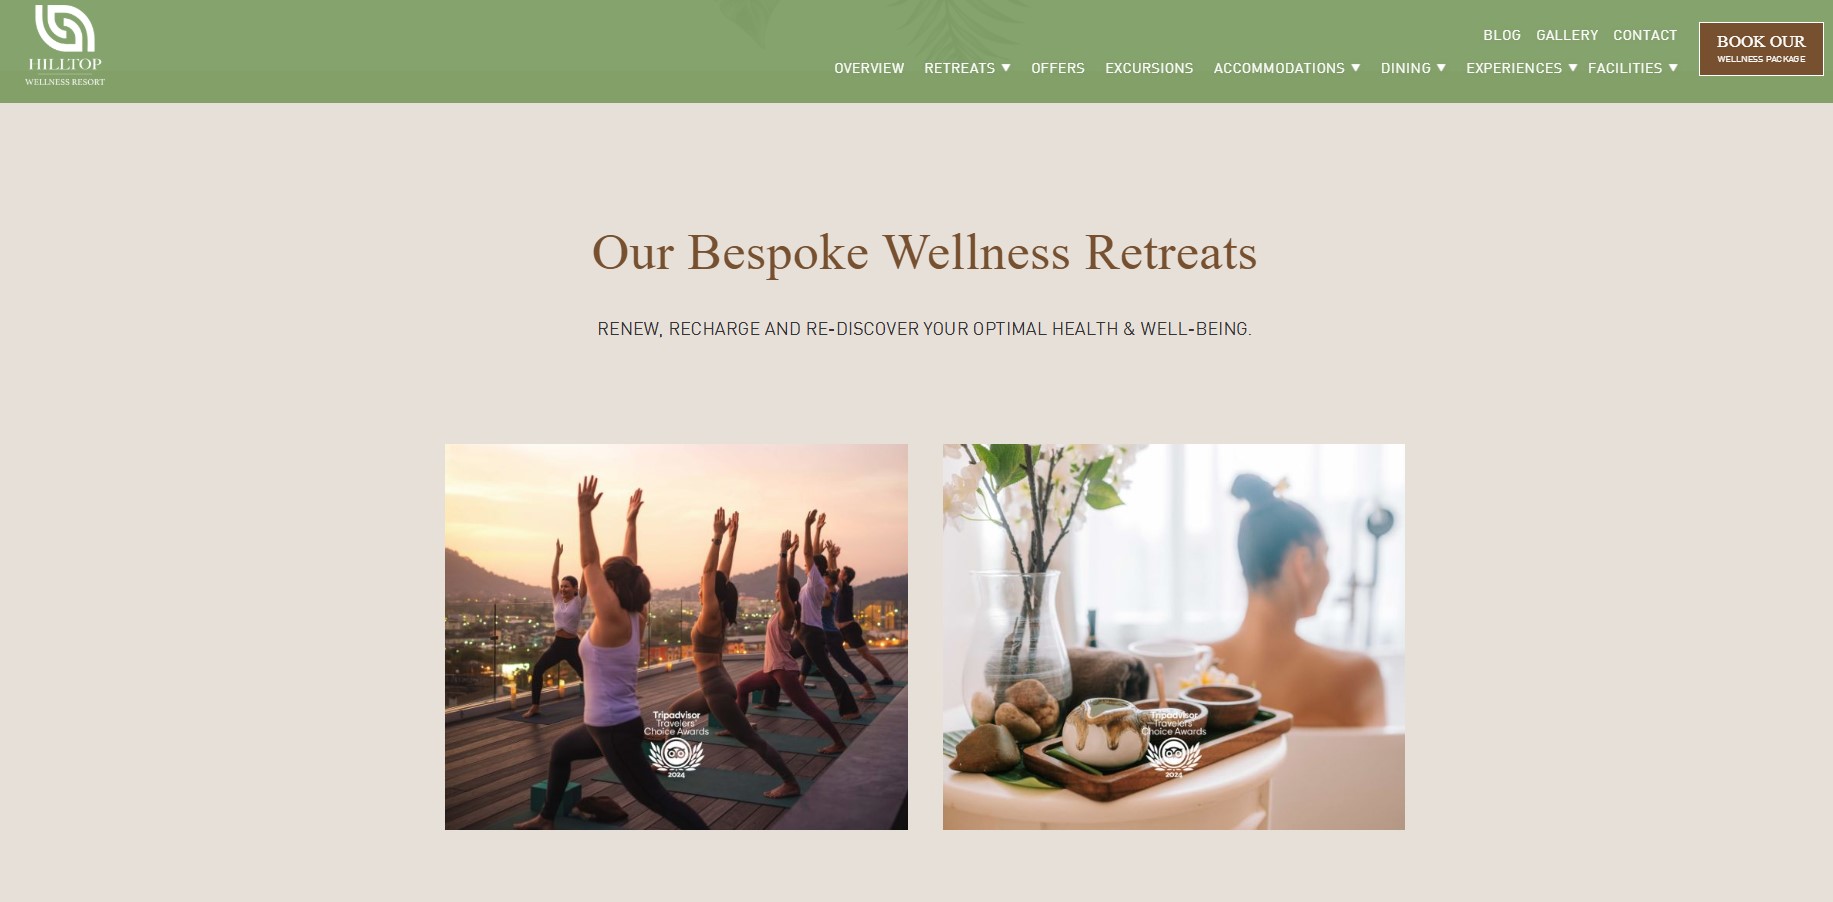 HILLTOP
WELLNESS RESORT
BLOG GALLERY CONTACT
OVERVIEW RETREATS OFFERS EXCURSIONS ACCOMMODATIONS DINING EXPERIENCES FACILITIES
BOOK OUR
WELLNESS PACKAGE
Our Bespoke Wellness Retreats
RENEW, RECHARGE AND RE-DISCOVER YOUR OPTIMAL HEALTH & WELL-BEING.
Tripadvisor
Travelers'
Choice Awards
2024
Tripadvisor
Travelers'
Choice Awards
2024